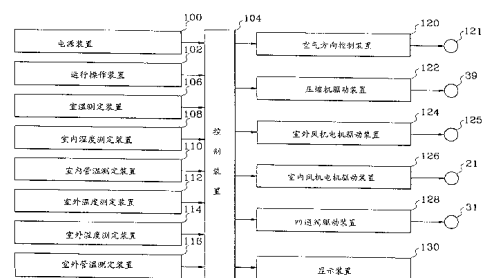 100
电源装置
102
运行操作装置
106
室温测定装置
108
室内湿度测定装置
110
室内管温测定装置
112
室外温度测定装置
114
室外湿度测定装置
116
室外管温测定装置
104
控制装置
120
空气方向控制装置
121
122
压缩机驱动装置
39
124
室外风机电机驱动装置
125
126
室内风机电机驱动装置
21
128
四通阀驱动装置
31
130
显示装置